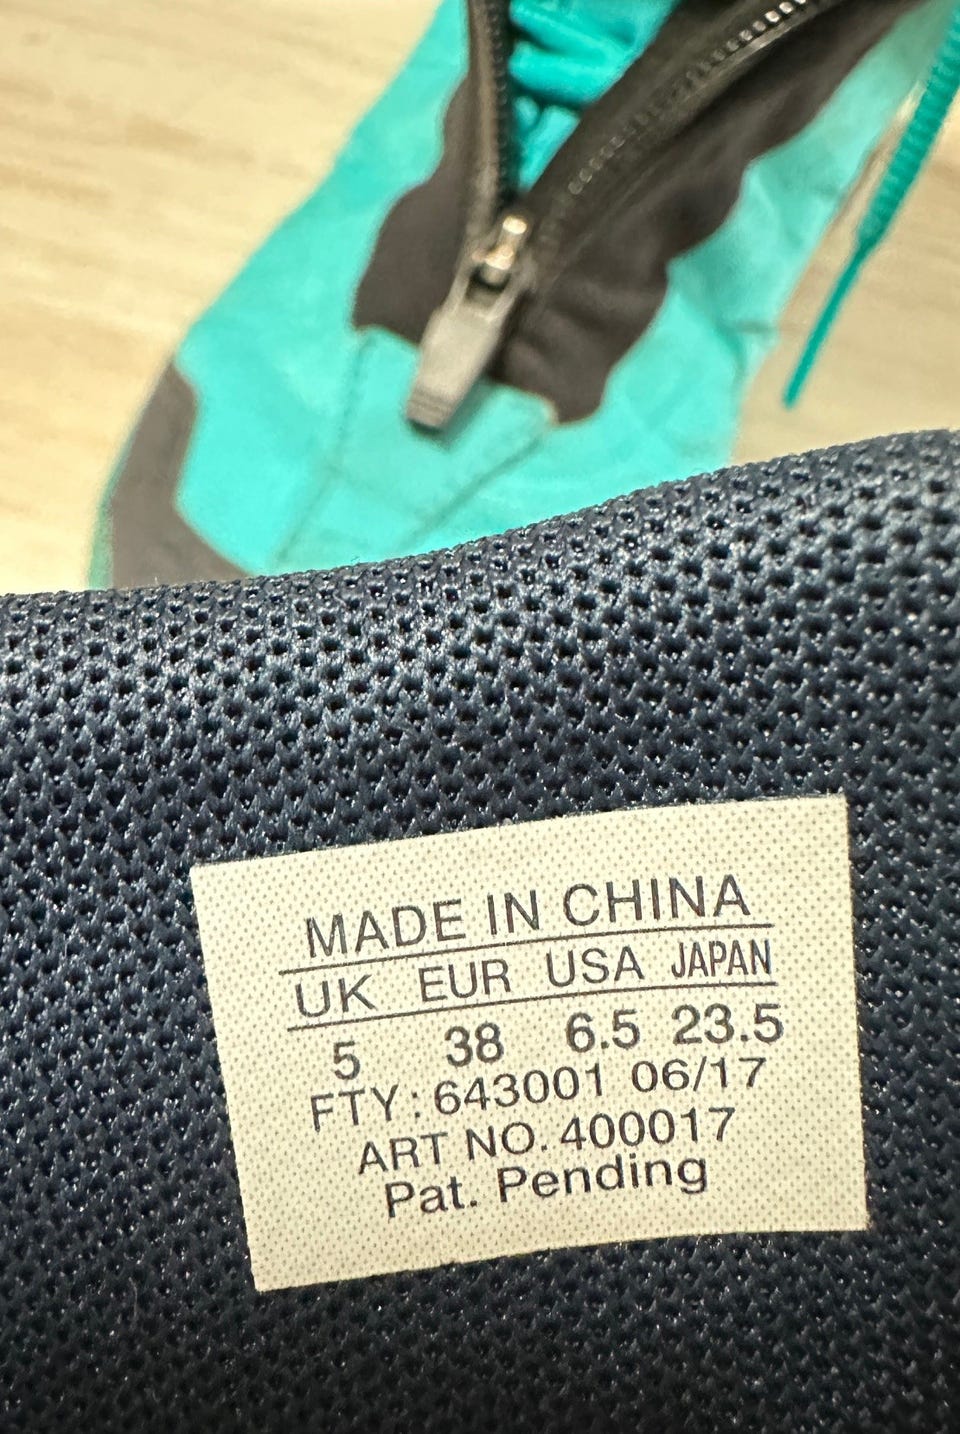 MADE IN CHINA
UK EUR USA JAPAN
5 38 6.5 23.5
FTY: 643001 06/17
ART NO. 400017
Pat. Pending